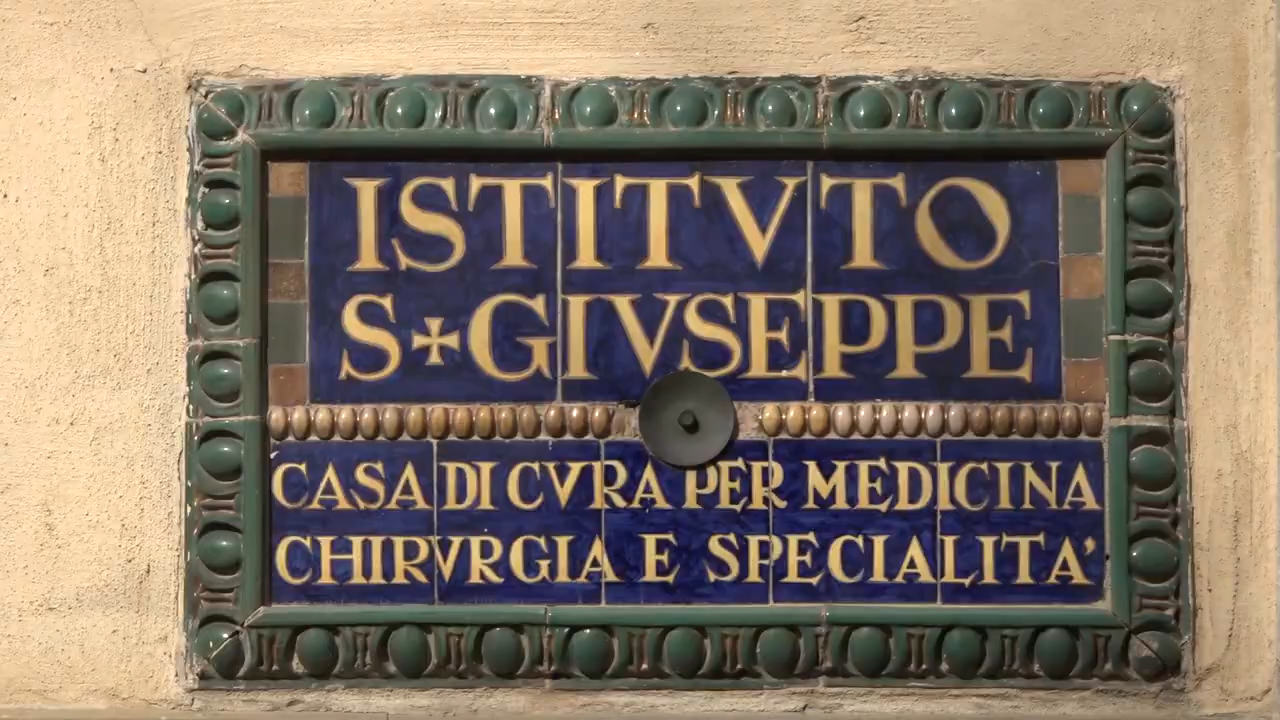 ISTITVTO
S+GIVSEPPE
CASA DI CVRA PER MEDICINA
CHIRVRGIA E SPECIALITA'